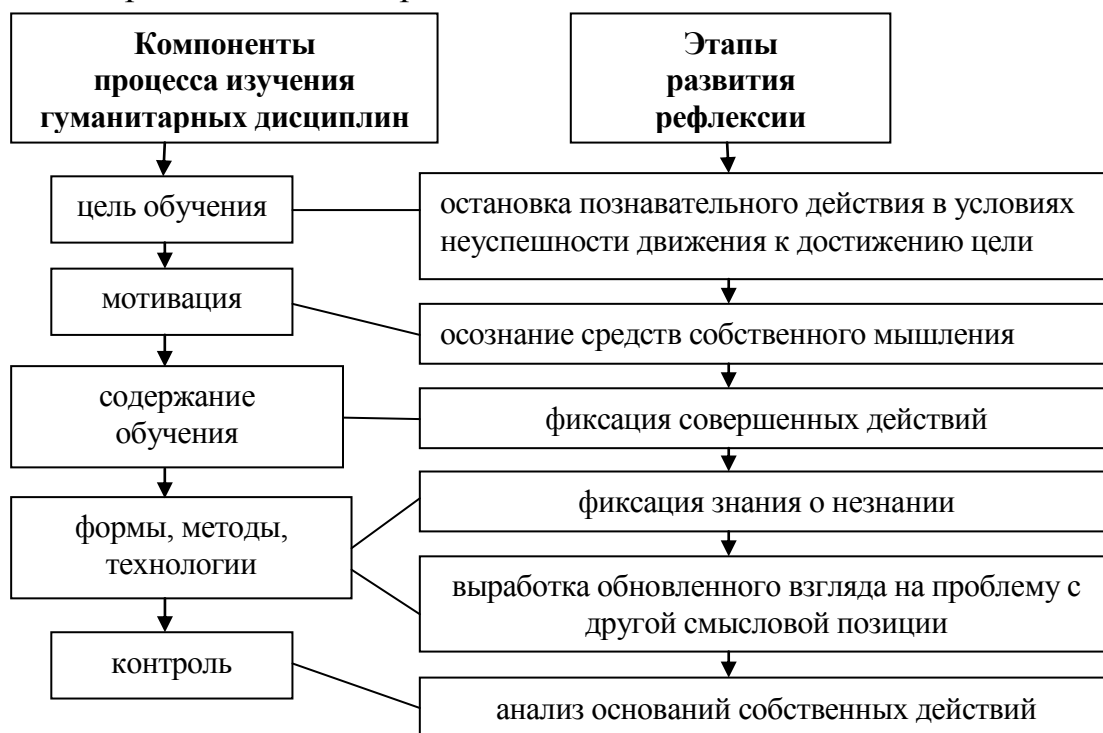 Компоненты
процесса изучения
гуманитарных дисциплин
Этапы
развития
рефлексии
цель обучения
остановка познавательного действия в условиях
неуспешности движения к достижению цели
мотивация
осознание средств собственного мышления
содержание
обучения
фиксация совершенных действий
формы, методы,
технологии
фиксация знания о незнании
выработка обновленного взгляда на проблему с
другой смысловой позиции
контроль
анализ оснований собственных действий